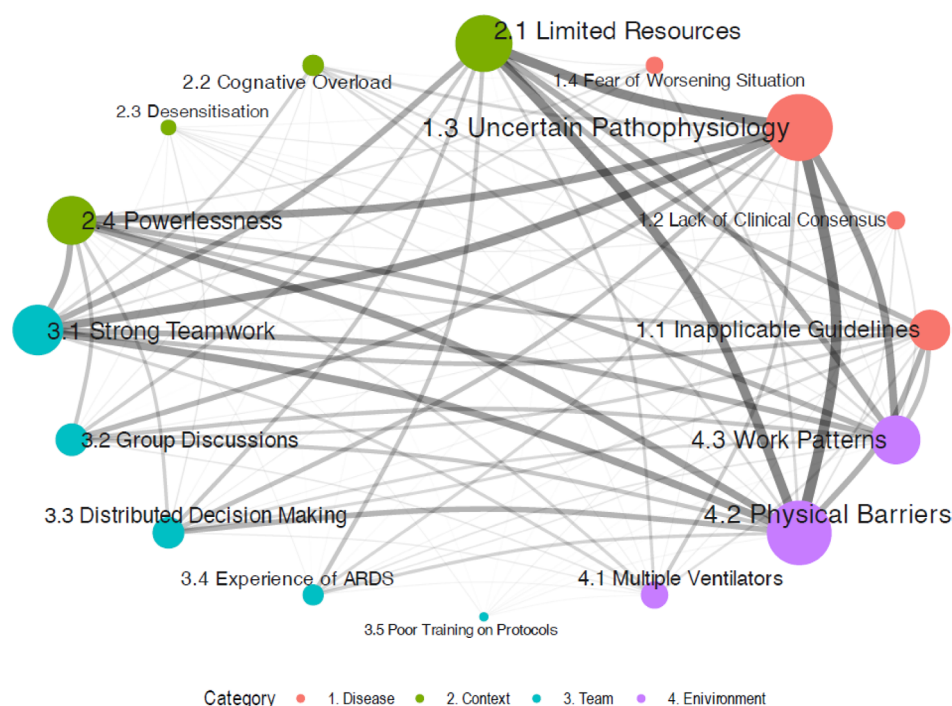 2.1 Limited Resources
2.2 Cognitive Overload
1.4 Fear of Worsening Situation
2.3 Desensitisation
1.3 Uncertain Pathophysiology
2.4 Powerlessness
1.2 Lack of Clinical Consensus
3.1 Strong Teamwork
1.1 Inapplicable Guidelines
3.2 Group Discussions
4.3 Work Patterns
3.3 Distributed Decision Making
4.2 Physical Barriers
3.4 Experience of ARDS
4.1 Multiple Ventilators
3.5 Poor Training on Protocols
Category 1. Disease 2. Context 3. Team 4. Enivironment